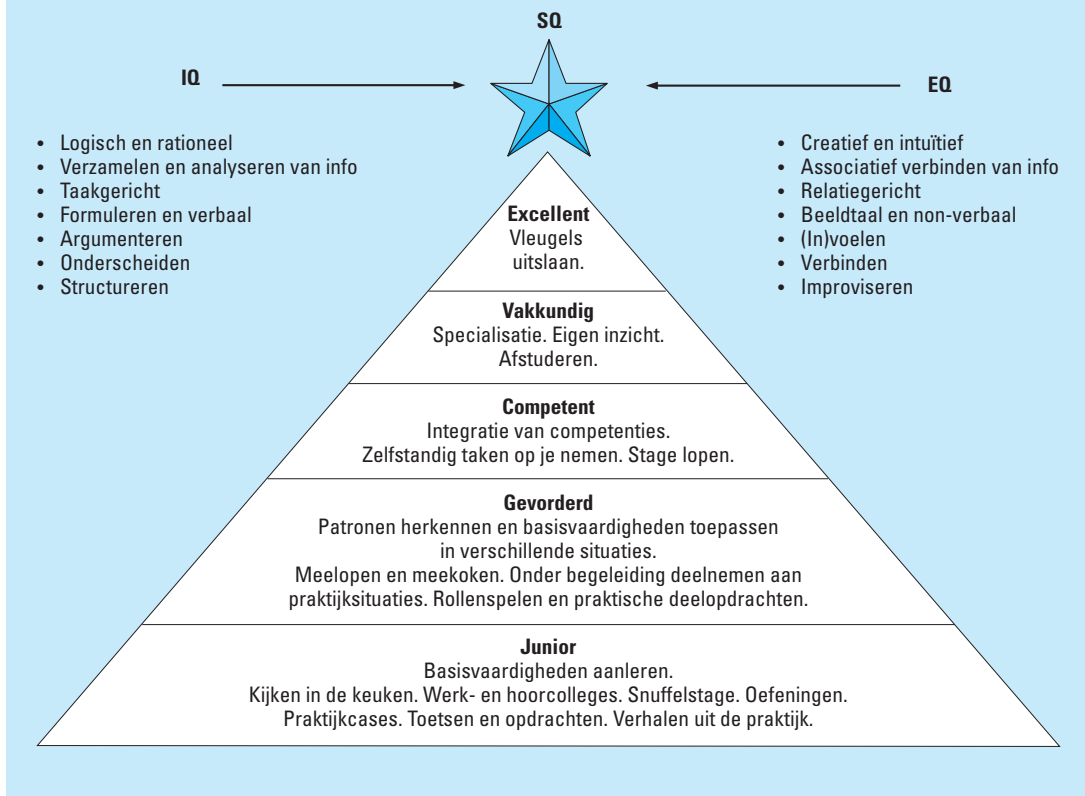 SQ
IQ
EQ
• Logisch en rationeel
• Verzamelen en analyseren van info
• Taakgericht
• Formuleren en verbaal
• Argumenteren
• Onderscheiden
• Structureren
• Creatief en intuïtief
• Associatief verbinden van info
• Relatiegericht
• Beeldtaal en non-verbaal
• (In)voelen
• Verbinden
• Improviseren
Excellent
Vleugels
uitslaan.
Vakkundig
Specialisatie. Eigen inzicht.
Afstuderen.
Competent
Integratie van competenties.
Zelfstandig taken op je nemen. Stage lopen.
Gevorderd
Patronen herkennen en basisvaardigheden toepassen
in verschillende situaties.
Meelopen en meekoken. Onder begeleiding deelnemen aan
praktijksituaties. Rollenspelen en praktische deelopdrachten.
Junior
Basisvaardigheden aanleren.
Kijken in de keuken. Werk- en hoorcolleges. Snuffelstage. Oefeningen.
Praktijkcases. Toetsen en opdrachten. Verhalen uit de praktijk.